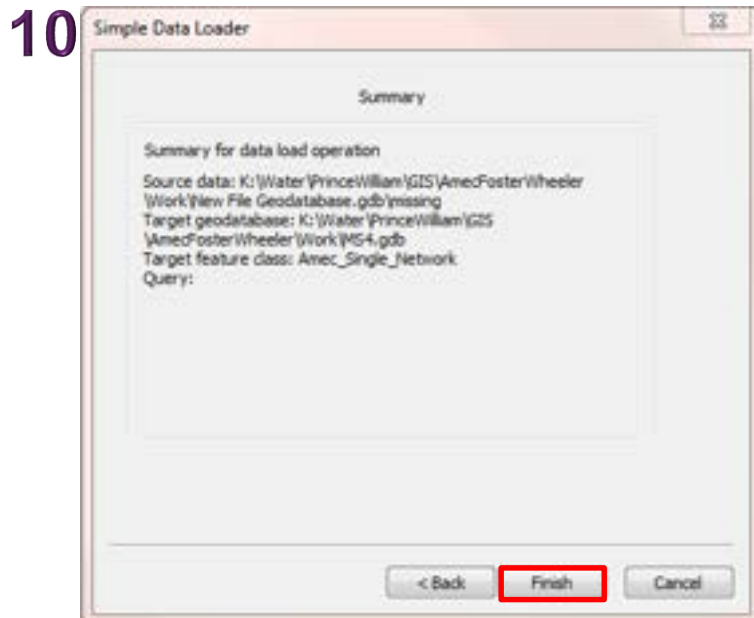 10
Simple Data Loader
Summary
Summary for data load operation
Source data: K:\Water\PrinceWilliam\GIS\AmecFosterWheeler
\Work\New File Geodatabase.gdb\missing
Target geodatabase: K:\Water\PrinceWilliam\GIS
\AmecFosterWheeler\Work\MS4.gdb
Target feature class: Amec_Single_Network
Query:
< Back Finish Cancel